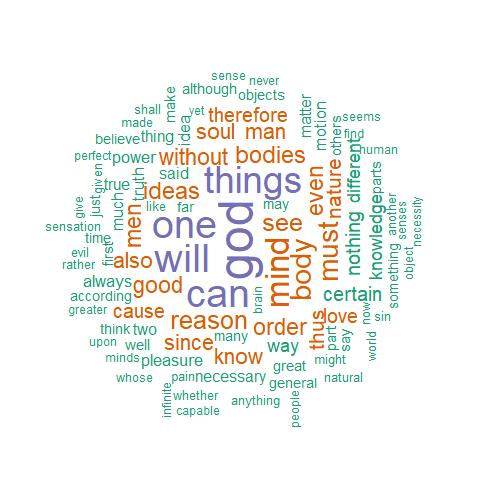 sense
never
although
objects
shall
make
yet
therefore
matter
motion
seems
made
idea
soul
man
others
find
believe
thing
human
perfect
power
without
bodies
different
given
true
truth
said
things
even
nature
parts
ideas
knowledge
give
just
much
like
far
god
may
must
nothing
another
senses
necessity
men
one
see
sensation
time
will
mind
body
something
object
evil
first
also
rather
always
good
can
brain
certain
according
greater
cause
reason
order
thus
love
now
sin
think
two
many
part
say
world
upon
well
since
way
minds
pleasure
know
great
might
whose
pain
necessary
general
natural
infinite
whether
capable
anything
people